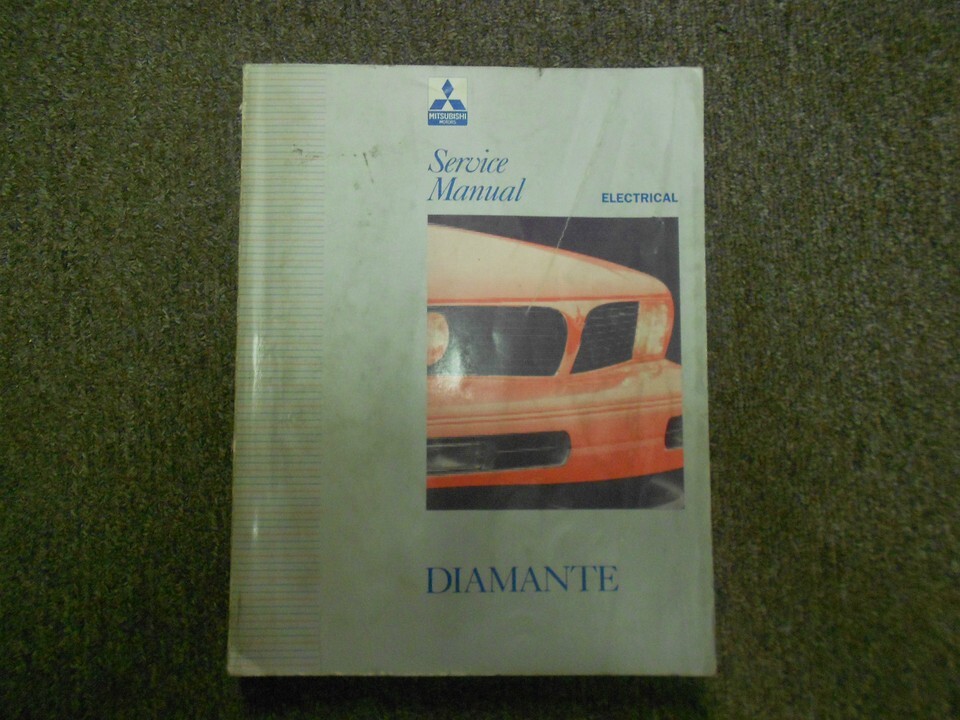 MITSUBISHI
MOTORS
Service
Manual
ELECTRICAL
DIAMANTE